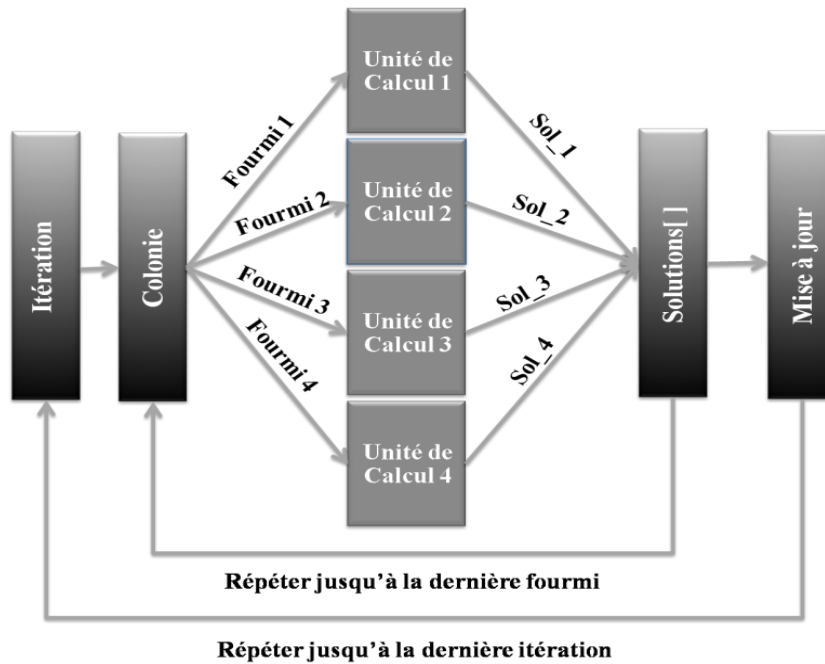 Itération
Colonie
Fourmi 1
Fourmi 2
Fourmi 3
Fourmi 4
Unité de
Calcul 1
Unité de
Calcul 2
Unité de
Calcul 3
Unité de
Calcul 4
Sol_1
Sol_2
Sol_3
Sol_4
Solutions[ ]
Mise à jour
Répéter jusqu'à la dernière fourmi
Répéter jusqu'à la dernière itération